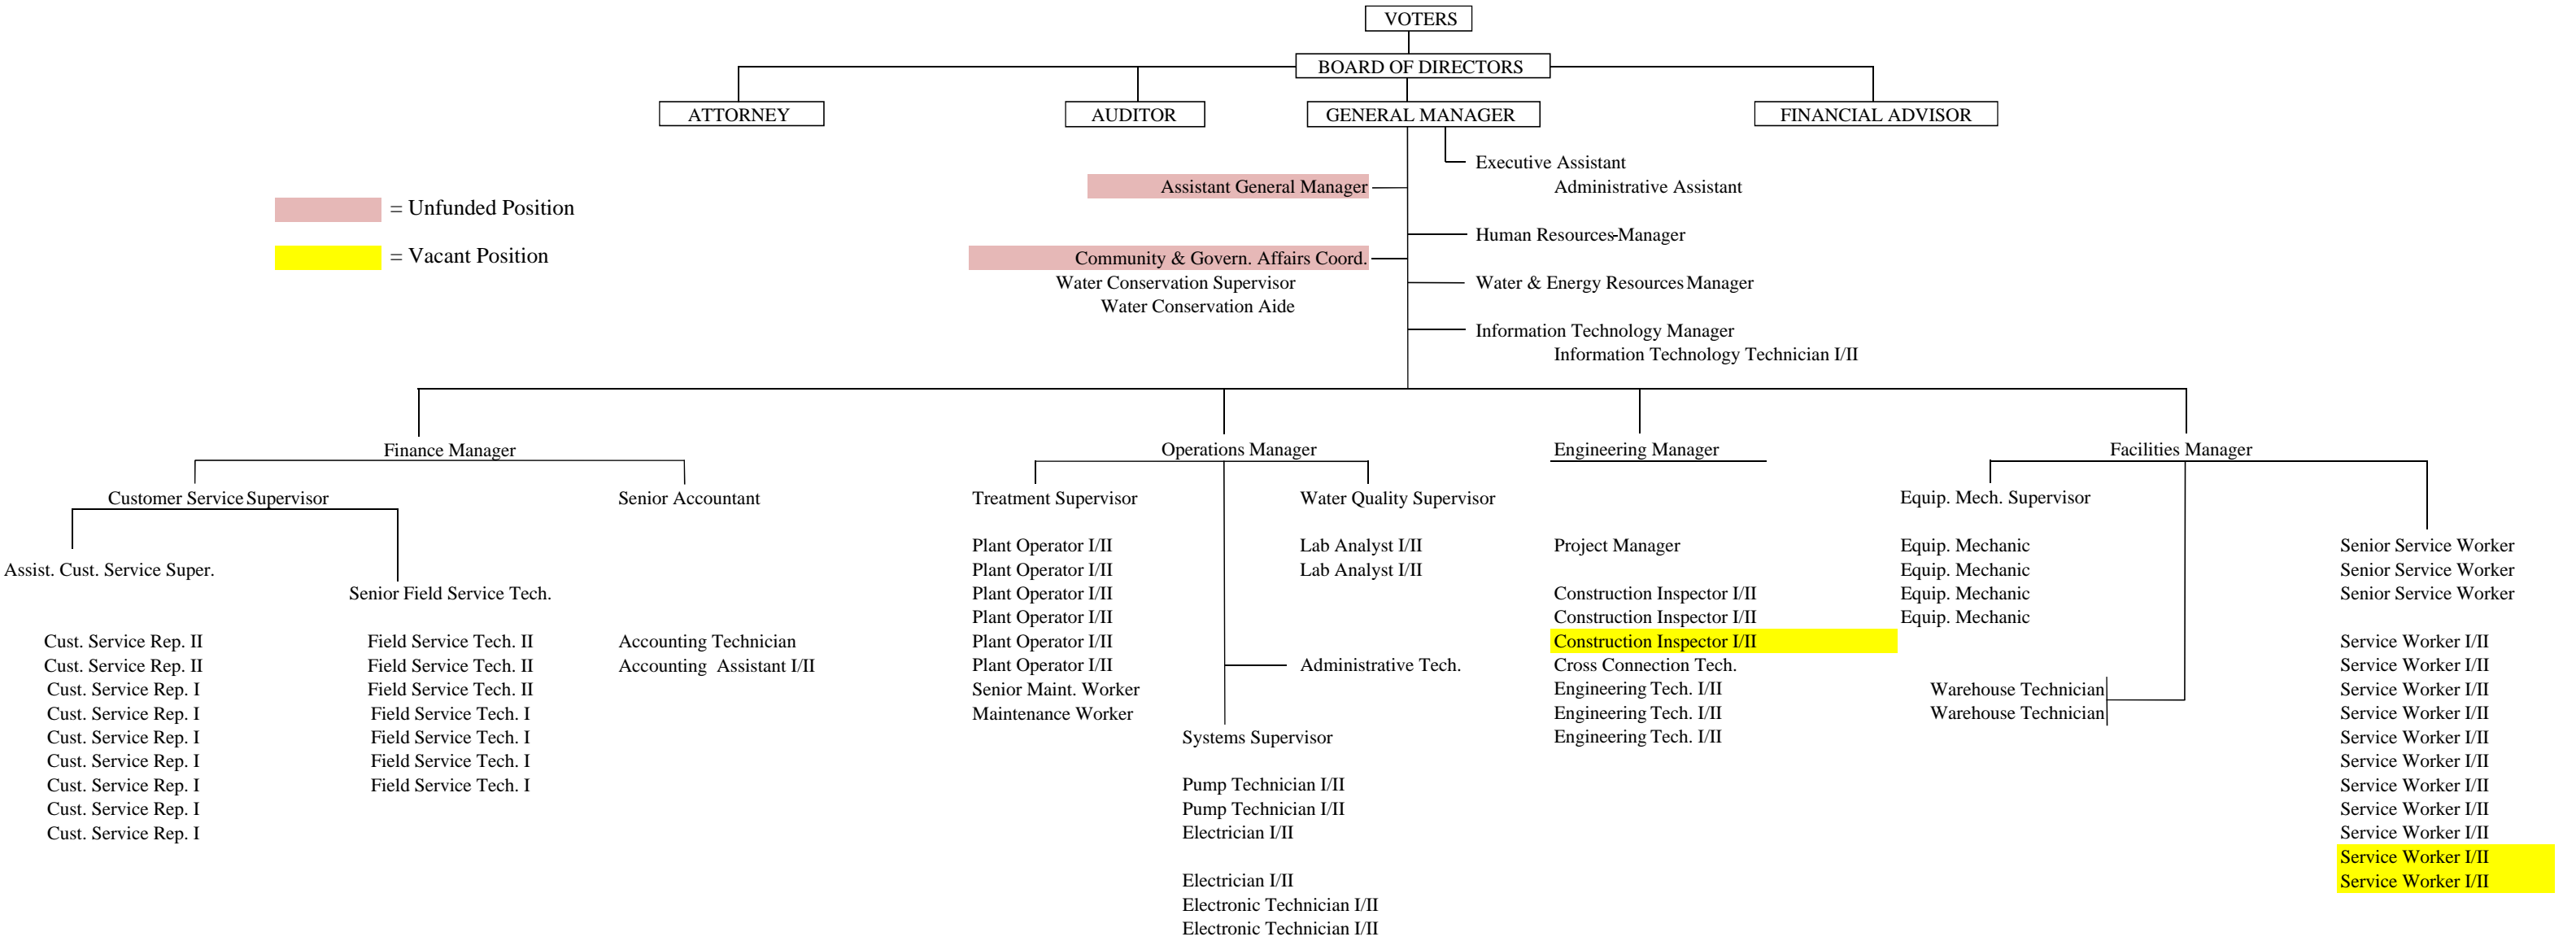 VOTERS
BOARD OF DIRECTORS
ATTORNEY
AUDITOR
GENERAL MANAGER
FINANCIAL ADVISOR
Executive Assistant
Administrative Assistant
Assistant General Manager
= Unfunded Position
= Vacant Position
Human Resources-Manager
Community & Govern. Affairs Coord.
Water Conservation Supervisor
Water Conservation Aide
Water & Energy Resources Manager
Information Technology Manager
Information Technology Technician I/II
Finance Manager
Operations Manager
Engineering Manager
Facilities Manager
Customer Service Supervisor
Assist. Cust. Service Super.
Cust. Service Rep. II
Cust. Service Rep. II
Cust. Service Rep. I
Cust. Service Rep. I
Cust. Service Rep. I
Cust. Service Rep. I
Cust. Service Rep. I
Cust. Service Rep. I
Cust. Service Rep. I
Senior Field Service Tech.
Field Service Tech. II
Field Service Tech. II
Field Service Tech. II
Field Service Tech. I
Field Service Tech. I
Field Service Tech. I
Field Service Tech. I
Senior Accountant
Accounting Technician
Accounting Assistant I/II
Treatment Supervisor
Plant Operator I/II
Plant Operator I/II
Plant Operator I/II
Plant Operator I/II
Plant Operator I/II
Plant Operator I/II
Senior Maint. Worker
Maintenance Worker
Water Quality Supervisor
Lab Analyst I/II
Lab Analyst I/II
Administrative Tech.
Systems Supervisor
Pump Technician I/II
Pump Technician I/II
Electrician I/II
Electrician I/II
Electronic Technician I/II
Electronic Technician I/II
Project Manager
Construction Inspector I/II
Construction Inspector I/II
Construction Inspector I/II
Cross Connection Tech.
Engineering Tech. I/II
Engineering Tech. I/II
Engineering Tech. I/II
Equip. Mech. Supervisor
Equip. Mechanic
Equip. Mechanic
Equip. Mechanic
Equip. Mechanic
Warehouse Technician
Warehouse Technician
Senior Service Worker
Senior Service Worker
Senior Service Worker
Service Worker I/II
Service Worker I/II
Service Worker I/II
Service Worker I/II
Service Worker I/II
Service Worker I/II
Service Worker I/II
Service Worker I/II
Service Worker I/II
Service Worker I/II
Service Worker I/II